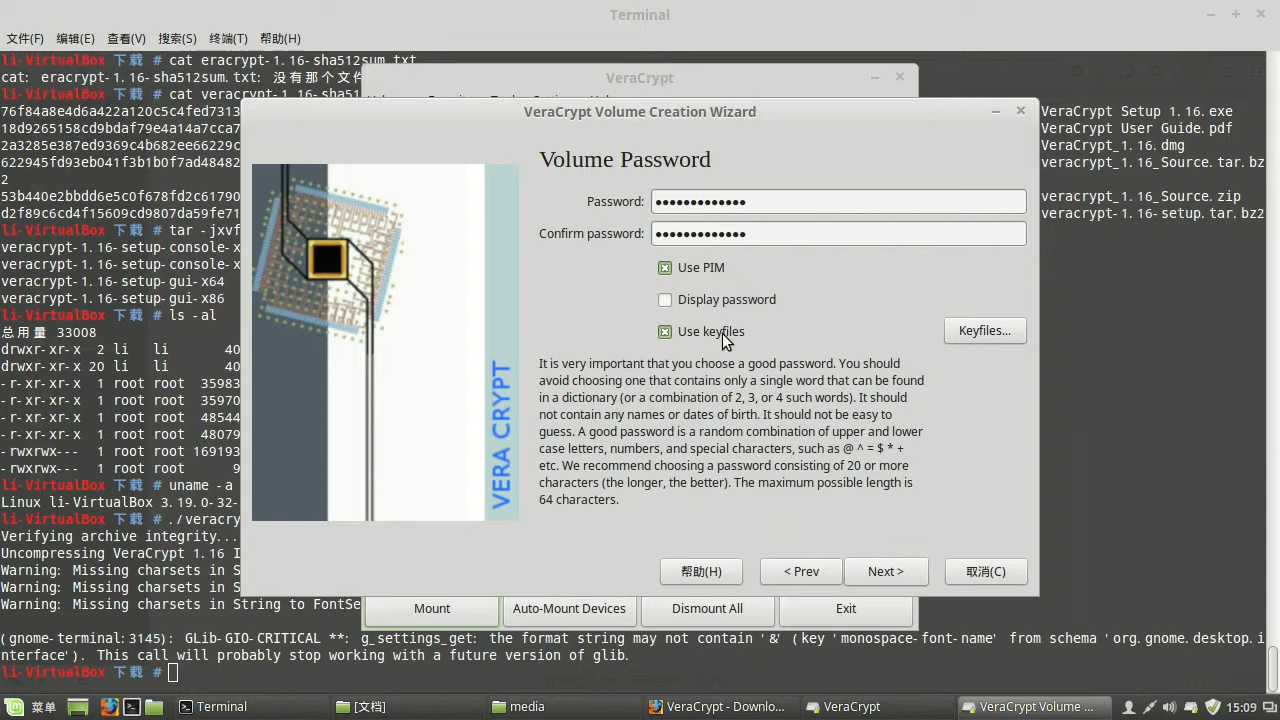 Terminal
文件(F) 编辑(E) 查看(V) 搜索(S) 终端(T) 帮助(H)
li-VirtualBox 下载 # cat eracrypt-1.16-sha512sum.txt
cat: eracrypt-1.16-sha512sum.txt: 没有那个文件
li-VirtualBox 下载 # cat veracrypt-1.16-sha51
76f84a8e4d6a422a120c5c4fed7313
VeraCrypt Setup 1.16.exe
18d9265158cd9bdaf79e4a14a7cca7
VeraCrypt User Guide.pdf
2a3285e387ed9369c4b682ee66229c
VeraCrypt_1.16.dmg
622945fd93eb041f3b1b0f7ad48482
VeraCrypt_1.16_Source.tar.bz
2
53b440e2bbdd6e5c0f678fd2c61790
veracrypt_1.16_Source.zip
d2f89c6cd4f15609cd9807da59fe71
veracrypt-1.16-setup.tar.bz2
li-VirtualBox 下载 # tar -jxvf
veracrypt-1.16-setup-console-x
veracrypt-1.16-setup-console-x
veracrypt-1.16-setup-gui-x64
veracrypt-1.16-setup-gui-x86
li-VirtualBox 下载 # ls -al
总用量 33008
drwxr-xr-x 2 li li 40
drwxr-xr-x 20 li li 40
-r-xr-xr-x 1 root root 35983
-r-xr-xr-x 1 root root 35970
-r-xr-xr-x 1 root root 48544
-r-xr-xr-x 1 root root 48079
-rwxrwx--- 1 root root 169193
-rwxrwx--- 1 root root 9
li-VirtualBox 下载 # uname -a
Linux li-VirtualBox 3.19.0-32-
li-VirtualBox 下载 # ./veracry
Verifying archive integrity...
Uncompressing VeraCrypt 1.16 I
Warning: Missing charsets in S
Warning: Missing charsets in S
Warning: Missing charsets in String to FontSe
(gnome-terminal:3145): GLib-GIO-CRITICAL **: g_settings_get: the format string may not contain '&' (key 'monospace-font-name' from schema 'org.gnome.desktop.i
nterface'). This call will probably stop working with a future version of glib.
li-VirtualBox 下载 #
VeraCrypt
VeraCrypt Volume Creation Wizard
VERA CRYPT
Volume Password
Password:
Confirm password:
Use PIM
Display password
Use keyfiles
Keyfiles...
It is very important that you choose a good password. You should
avoid choosing one that contains only a single word that can be found
in a dictionary (or a combination of 2, 3, or 4 such words). It should
not contain any names or dates of birth. It should not be easy to
guess. A good password is a random combination of upper and lower
case letters, numbers, and special characters, such as @ ^ = $ * +
etc. We recommend choosing a password consisting of 20 or more
characters (the longer, the better). The maximum possible length is
64 characters.
帮助(H) < Prev Next > 取消(C)
Mount Auto-Mount Devices Dismount All Exit
菜单 Terminal [文档] media VeraCrypt - Downlo... VeraCrypt VeraCrypt Volume ... 15:09